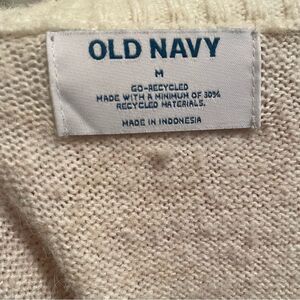 OLD NAVY
M
GO-RECYCLED
MADE WITH A MINIMUM OF 30%
RECYCLED MATERIALS.
MADE IN INDONESIA